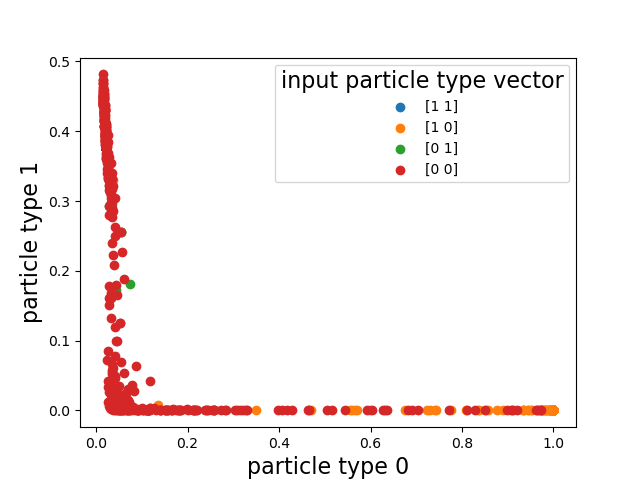 input particle type vector
[1 1]
[1 0]
[0 1]
[0 0]
particle type 1
0.5
0.4
0.3
0.2
0.1
0.0
0.0 0.2 0.4 0.6 0.8 1.0
particle type 0